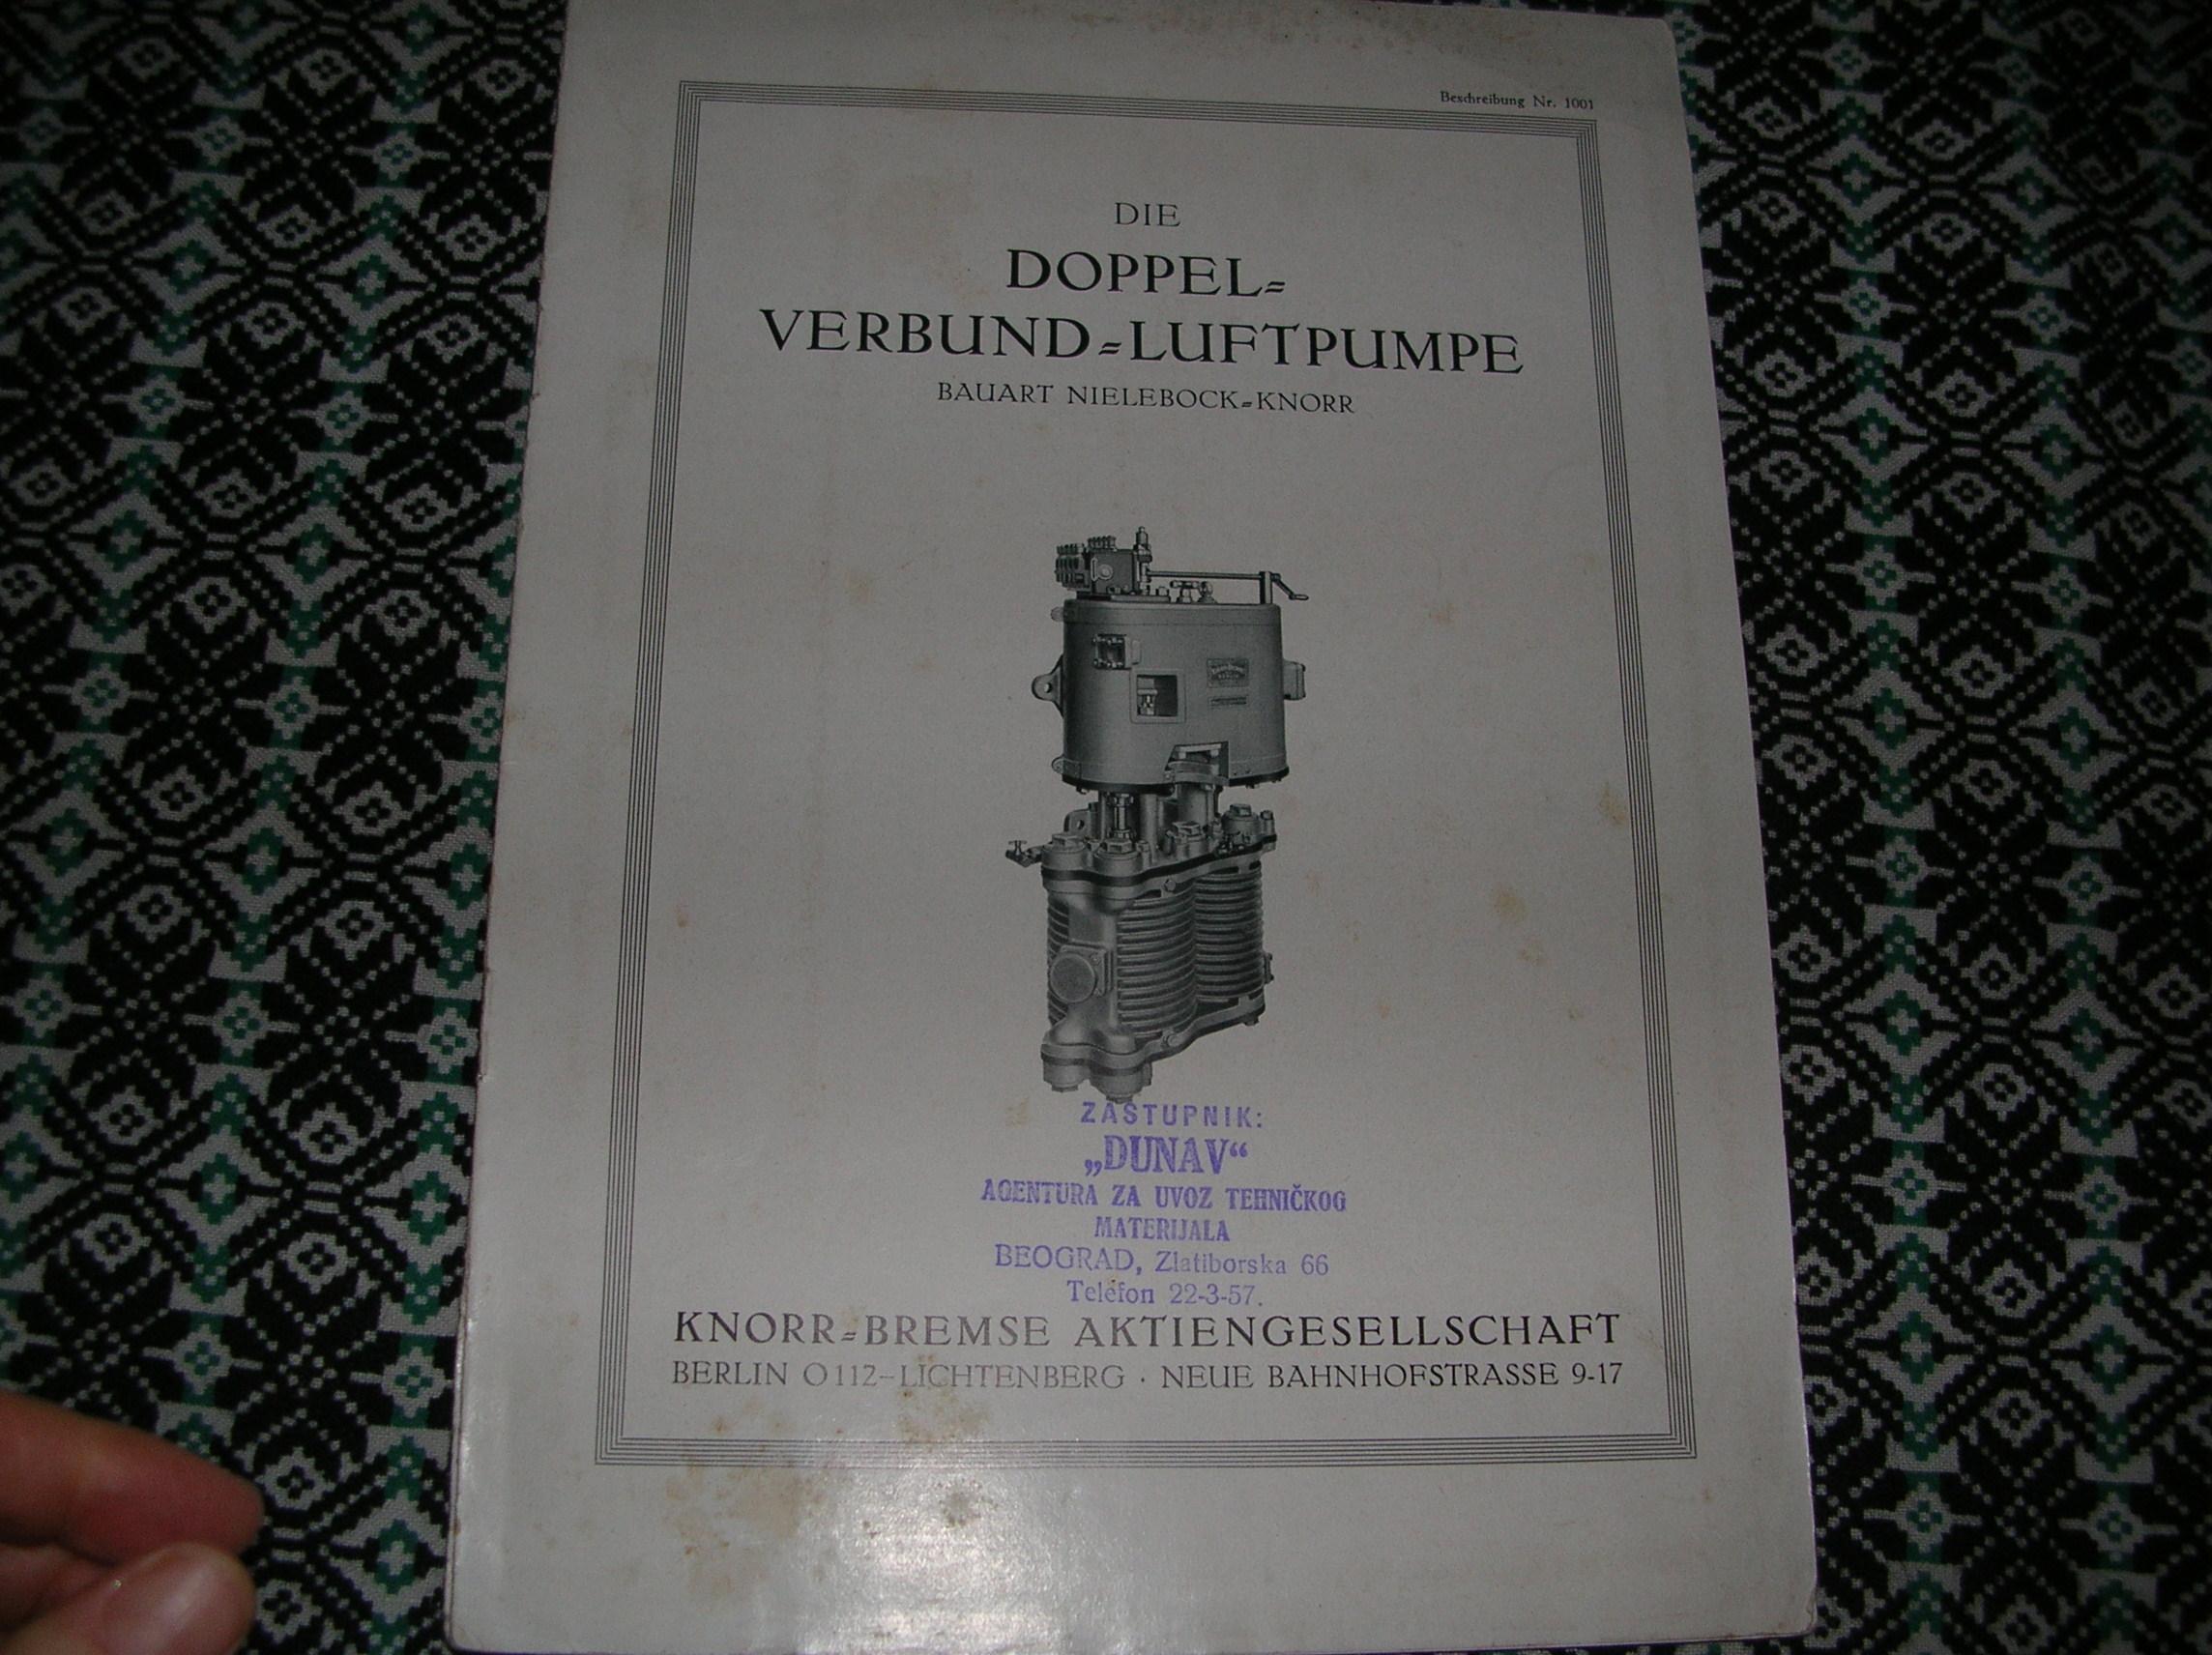 Beschreibung Nr. 1001
DIE
DOPPEL=
VERBUND=LUFTPUMPE
BAUART NIELEBOCK=KNORR
ZASTUPNIK:
„DUNAV“
AGENTURA ZA UVOZ TEHNIČKOG
MATERIJALA
BEOGRAD, Zlatiborska 66
Telefon 22-3-57.
KNORR=BREMSE AKTIENGESELLSCHAFT
BERLIN O 112-LICHTENBERG · NEUE BAHNHOFSTRASSE 9-17